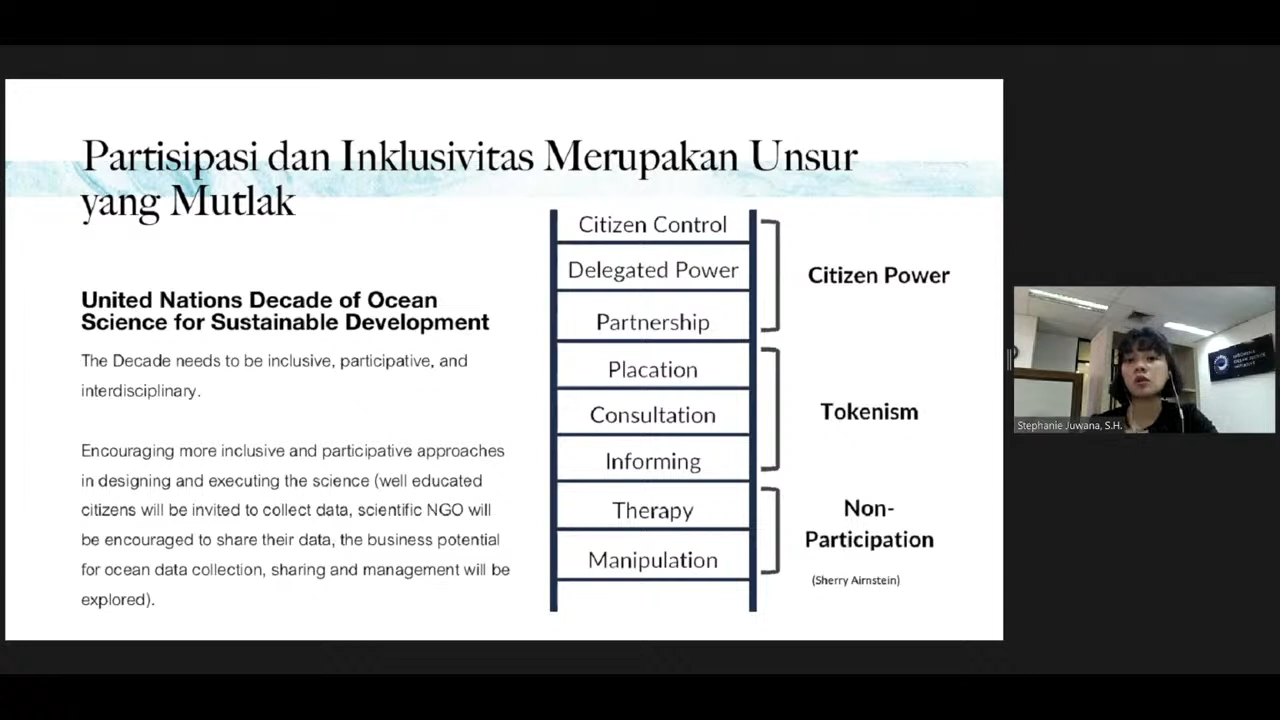 Partisipasi dan Inklusivitas Merupakan Unsur
yang Mutlak
United Nations Decade of Ocean
Science for Sustainable Development
The Decade needs to be inclusive, participative, and
interdisciplinary.
Encouraging more inclusive and participative approaches
in designing and executing the science (well educated
citizens will be invited to collect data, scientific NGO will
be encouraged to share their data, the business potential
for ocean data collection, sharing and management will be
explored).
Citizen Control
Delegated Power
Partnership
Placation
Consultation
Informing
Therapy
Manipulation
Citizen Power
Tokenism
Non-
Participation
(Sherry Airnstein)
INDONESIA
OCEAN JUSTICE
INITIATIVE
Stephanie Juwana, S.H.